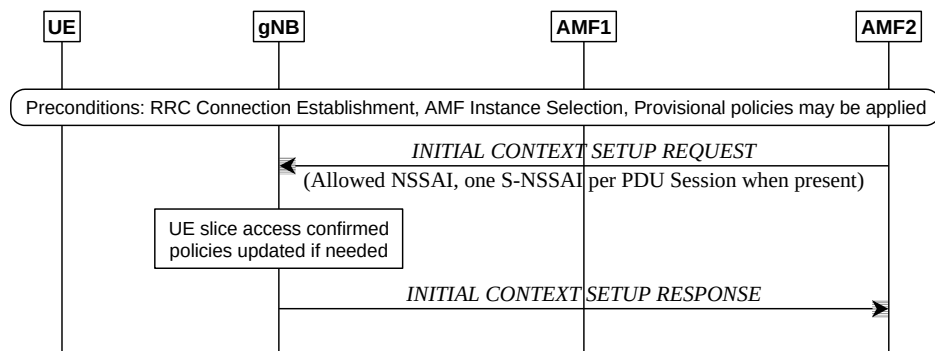 UE gNB AMF1 AMF2
Preconditions: RRC Connection Establishment, AMF Instance Selection, Provisional policies may be applied
INITIAL CONTEXT SETUP REQUEST
(Allowed NSSAI, one S-NSSAI per PDU Session when present)
UE slice access confirmed
policies updated if needed
INITIAL CONTEXT SETUP RESPONSE